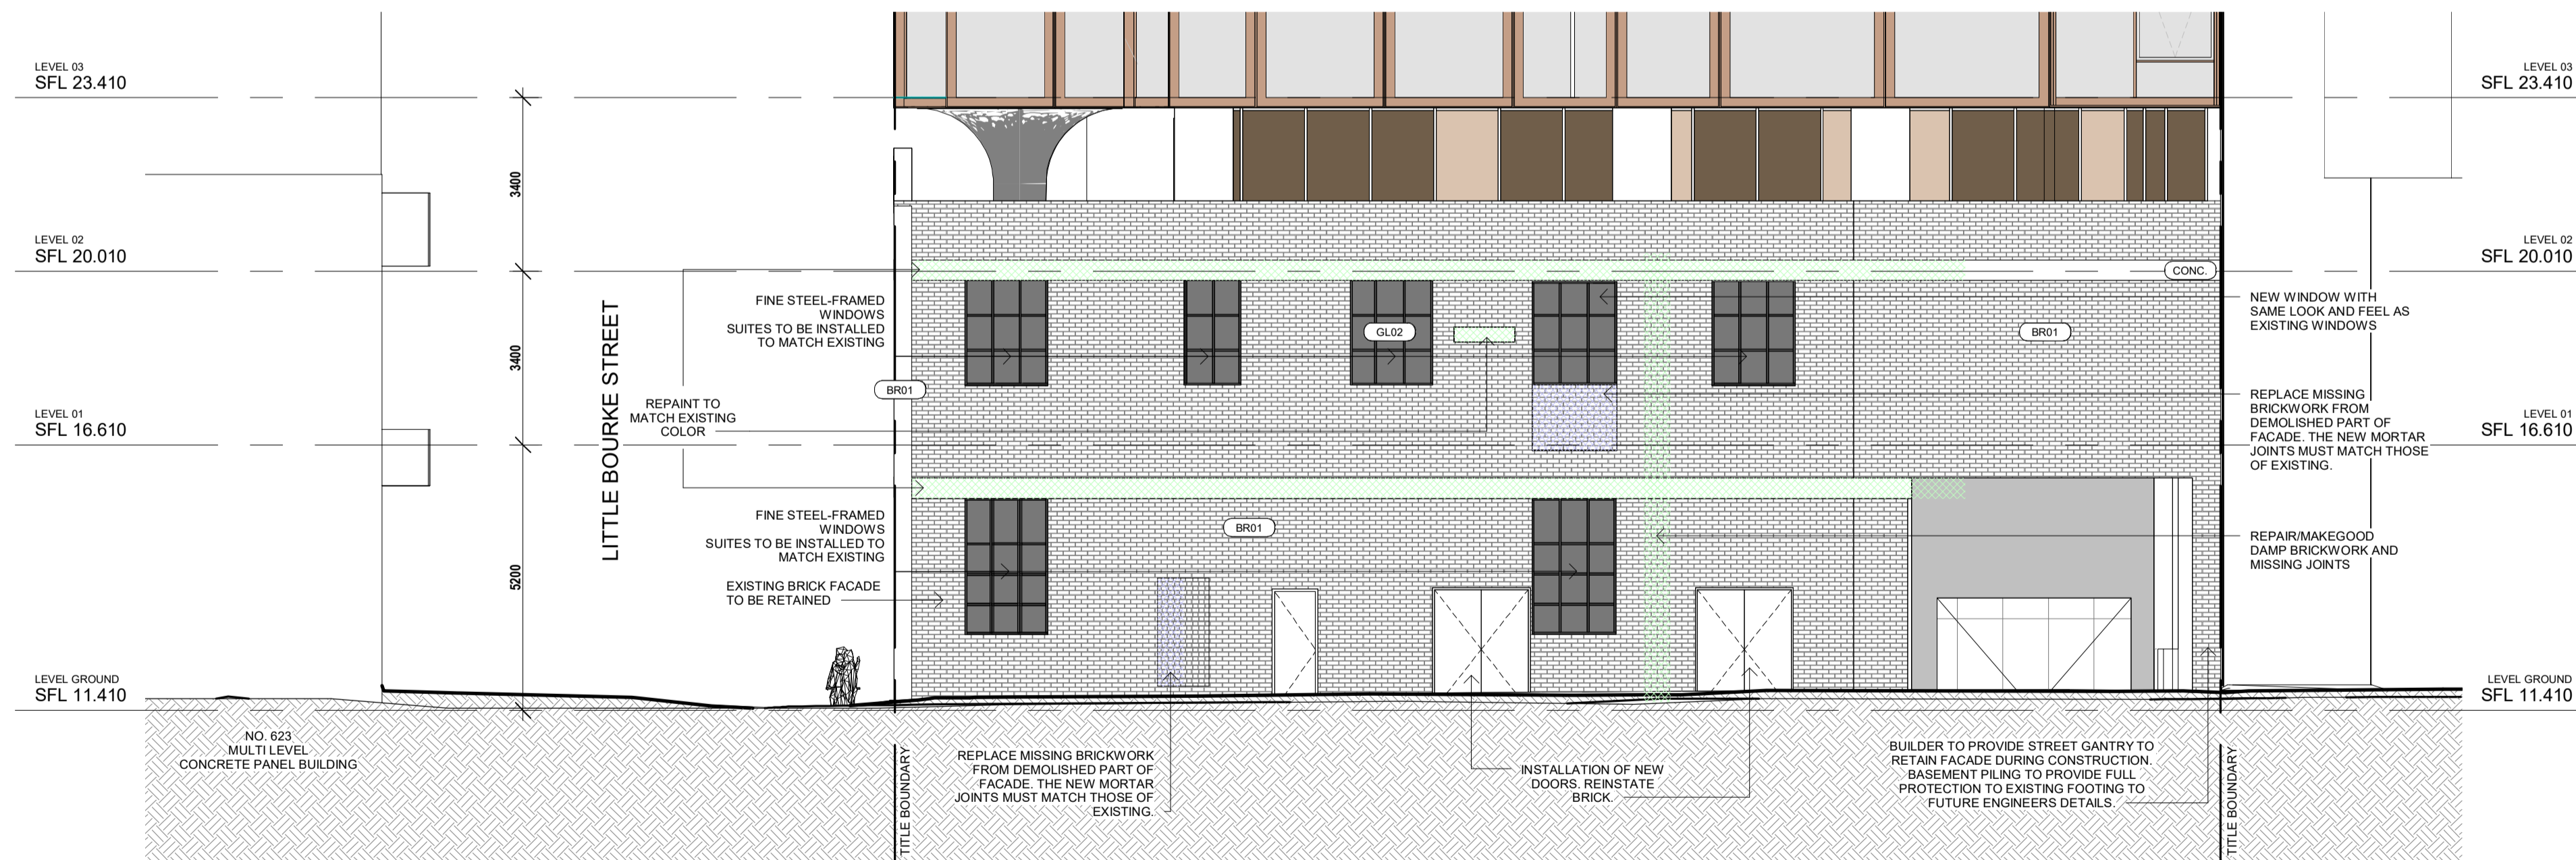 LEVEL 03
SFL 23.410
LEVEL 02
SFL 20.010
LEVEL 01
SFL 16.610
LEVEL GROUND
SFL 11.410
3400
3400
5200
LITTLE BOURKE STREET
NO. 623
MULTI LEVEL
CONCRETE PANEL BUILDING
FINE STEEL-FRAMED
WINDOWS
SUITES TO BE INSTALLED
TO MATCH EXISTING
REPAINT TO
MATCH EXISTING
COLOR
FINE STEEL-FRAMED
WINDOWS
SUITES TO BE INSTALLED TO
MATCH EXISTING
EXISTING BRICK FACADE
TO BE RETAINED
BR01
GL02
BR01
BR01
CONC.
TITLE BOUNDARY
REPLACE MISSING BRICKWORK
FROM DEMOLISHED PART OF
FACADE. THE NEW MORTAR
JOINTS MUST MATCH THOSE OF
EXISTING.
INSTALLATION OF NEW
DOORS. REINSTATE
BRICK.
BUILDER TO PROVIDE STREET GANTRY TO
RETAIN FACADE DURING CONSTRUCTION.
BASEMENT PILING TO PROVIDE FULL
PROTECTION TO EXISTING FOOTING TO
FUTURE ENGINEERS DETAILS.
TITLE BOUNDARY
NEW WINDOW WITH
SAME LOOK AND FEEL AS
EXISTING WINDOWS
REPLACE MISSING
BRICKWORK FROM
DEMOLISHED PART OF
FACADE. THE NEW MORTAR
JOINTS MUST MATCH THOSE
OF EXISTING.
REPAIR/MAKEGOOD
DAMP BRICKWORK AND
MISSING JOINTS
LEVEL 03
SFL 23.410
LEVEL 02
SFL 20.010
LEVEL 01
SFL 16.610
LEVEL GROUND
SFL 11.410